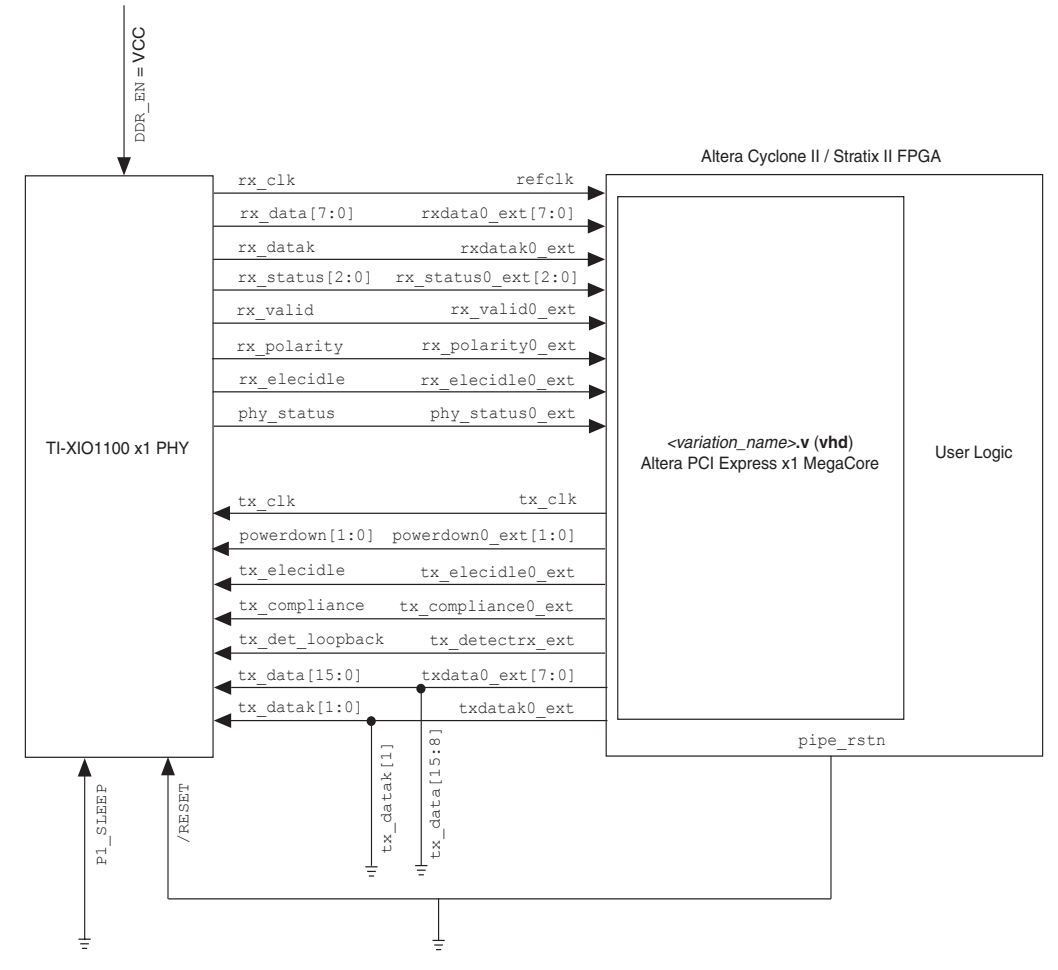 DDR_EN = VCC
Altera Cyclone II / Stratix II FPGA
rx_clk refclk
rx_data[7:0] rxdata0_ext[7:0]
rx_datak rxdatak0_ext
rx_status[2:0] rx_status0_ext[2:0]
rx_valid rx_valid0_ext
rx_polarity rx_polarity0_ext
rx_elecidle rx_elecidle0_ext
phy_status phy_status0_ext
TI-XIO1100 x1 PHY
<variation_name>.v (vhd)
Altera PCI Express x1 MegaCore
User Logic
tx_clk tx_clk
powerdown[1:0] powerdown0_ext[1:0]
tx_elecidle tx_elecidle0_ext
tx_compliance tx_compliance0_ext
tx_det_loopback tx_detectrx_ext
tx_data[15:0] txdata0_ext[7:0]
tx_datak[1:0] txdatak0_ext
pipe_rstn
P1_SLEEP
/RESET
tx_datak[1]
tx_data[15:8]